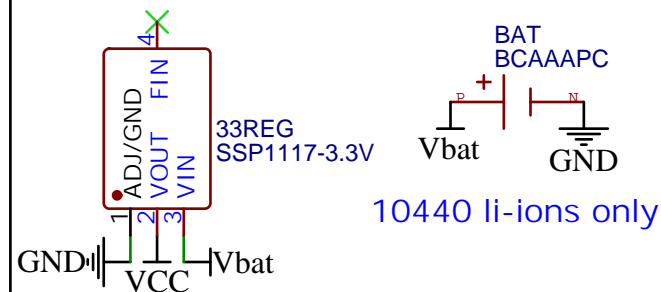 4
FIN
ADJ/GND
VOUT
VIN
33REG
SSP1117-3.3V
1
2
3
GND
VCC
Vbat
BAT
BCAAAPC
+
P
N
Vbat
GND
10440 li-ions only